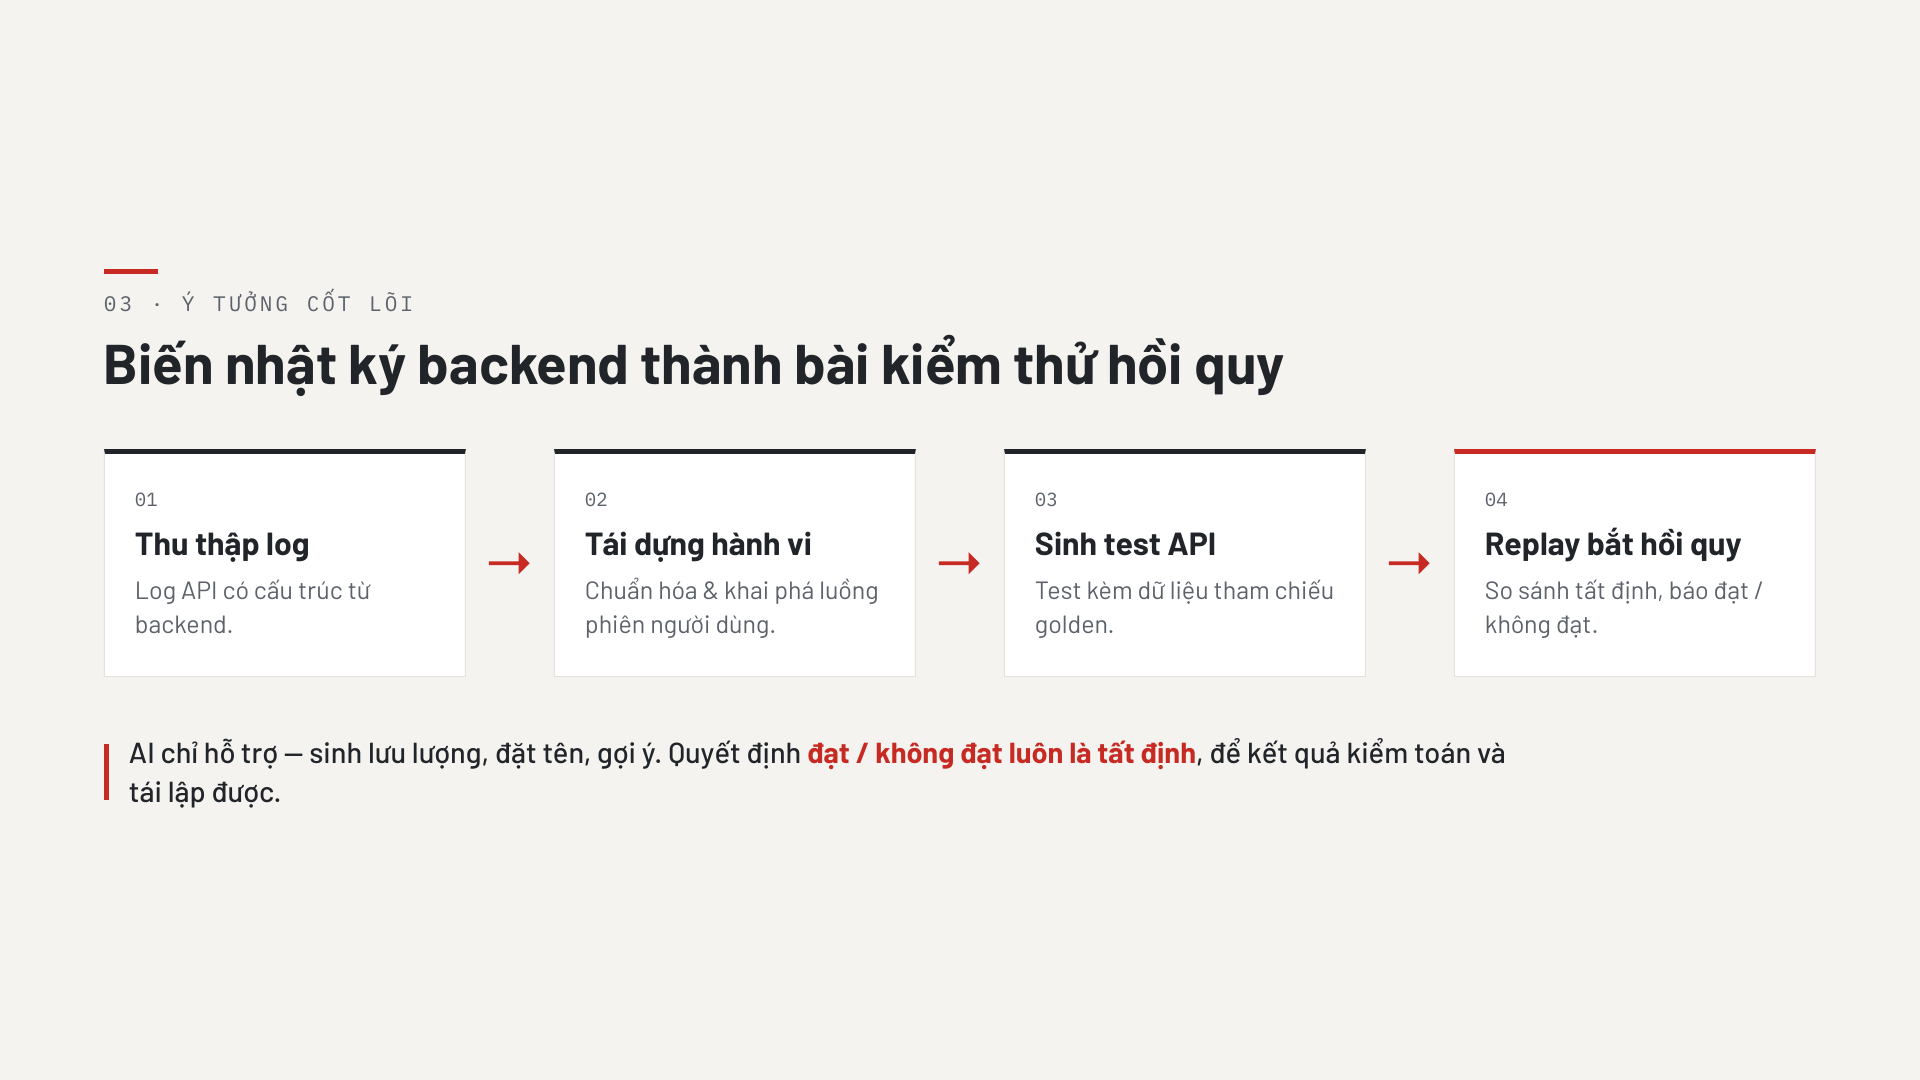 03 · Ý TƯỞNG CỐT LÕI
Biến nhật ký backend thành bài kiểm thử hồi quy
01
Thu thập log
Log API có cấu trúc từ
backend.
02
Tái dựng hành vi
Chuẩn hóa & khai phá luồng
phiên người dùng.
03
Sinh test API
Test kèm dữ liệu tham chiếu
golden.
04
Replay bắt hồi quy
So sánh tất định, báo đạt /
không đạt.
AI chỉ hỗ trợ — sinh lưu lượng, đặt tên, gợi ý. Quyết định đạt / không đạt luôn là tất định, để kết quả kiểm toán và
tái lập được.